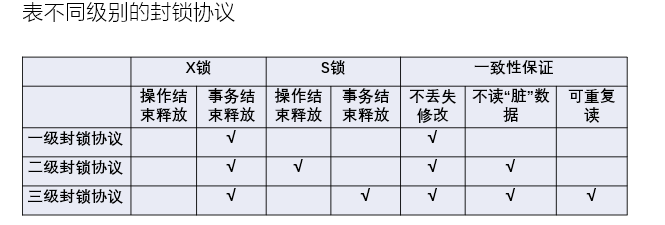 表不同级别的封锁协议
X锁 S锁 一致性保证
操作结束释放 事务结束释放 操作结束释放 事务结束释放 不丢失修改 不读“脏”数据 可重复读
一级封锁协议 √ √
二级封锁协议 √ √ √ √
三级封锁协议 √ √ √ √ √